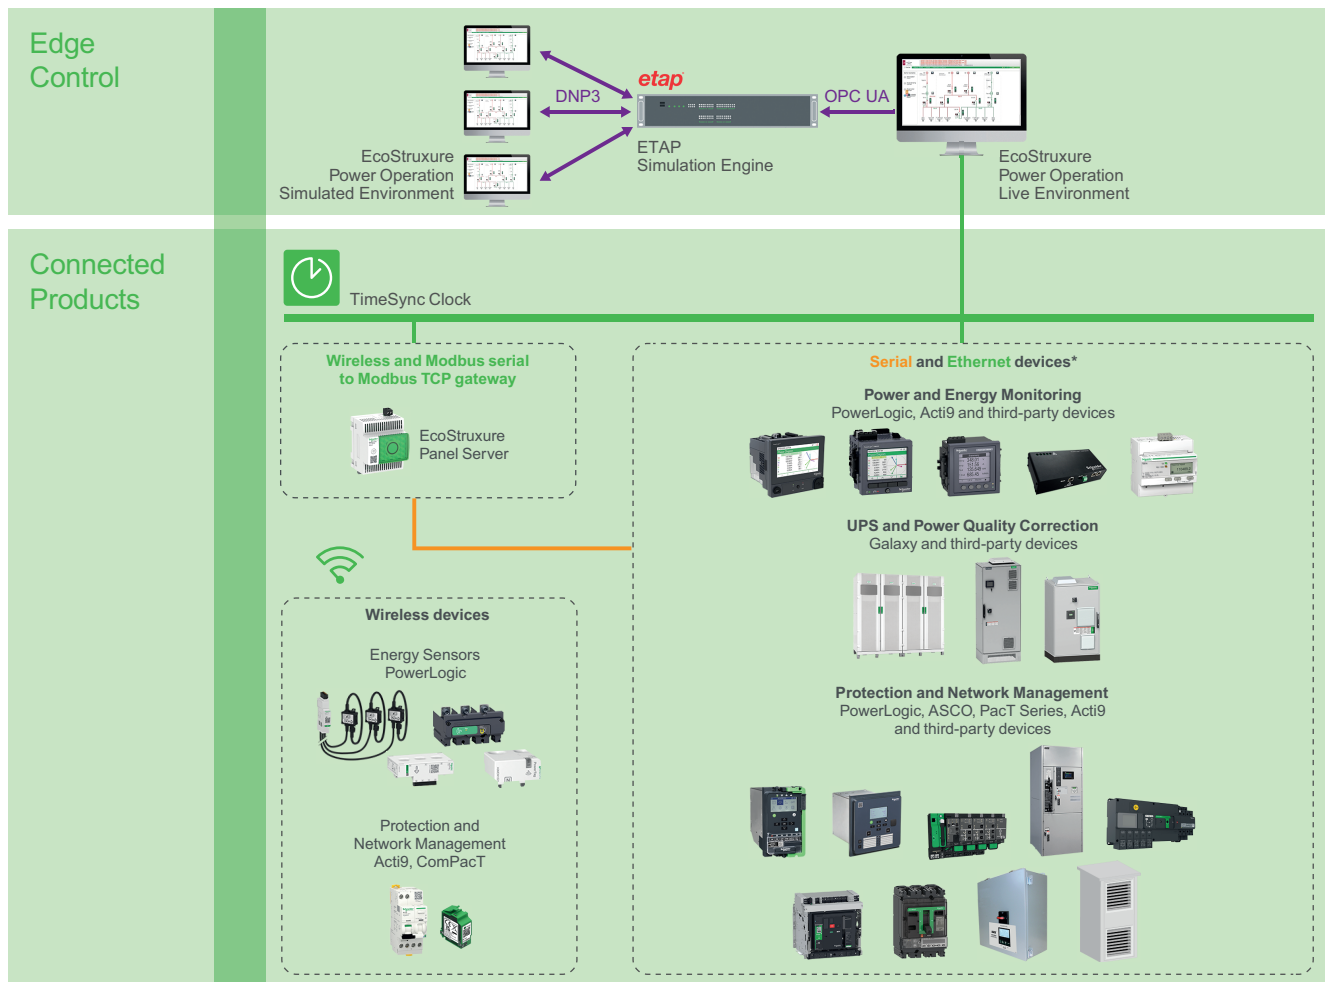 Edge
Control
etap
DNP3
OPC UA
EcoStruxure
Power Operation
Simulated Environment
ETAP
Simulation Engine
EcoStruxure
Power Operation
Live Environment
Connected
Products
TimeSync Clock
Wireless and Modbus serial
to Modbus TCP gateway
EcoStruxure
Panel Server
Wireless devices
Energy Sensors
PowerLogic
Protection and
Network Management
Acti9, ComPacT
Serial and Ethernet devices*
Power and Energy Monitoring
PowerLogic, Acti9 and third-party devices
UPS and Power Quality Correction
Galaxy and third-party devices
Protection and Network Management
PowerLogic, ASCO, PacT Series, Acti9
and third-party devices